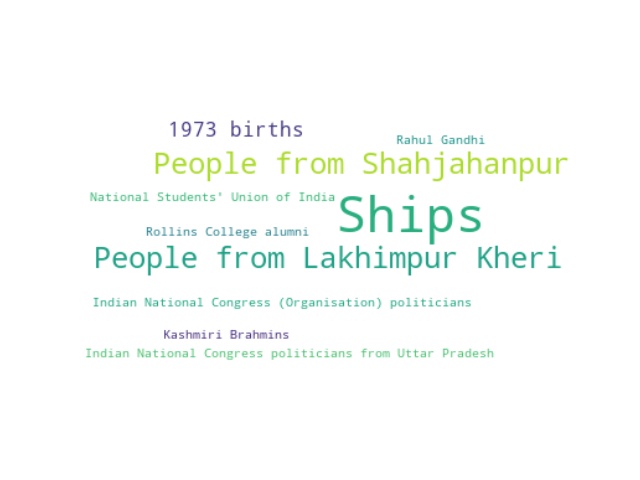 1973 births
Rahul Gandhi
People from Shahjahanpur
National Students' Union of India
Ships
Rollins College alumni
People from Lakhimpur Kheri
Indian National Congress (Organisation) politicians
Kashmiri Brahmins
Indian National Congress politicians from Uttar Pradesh